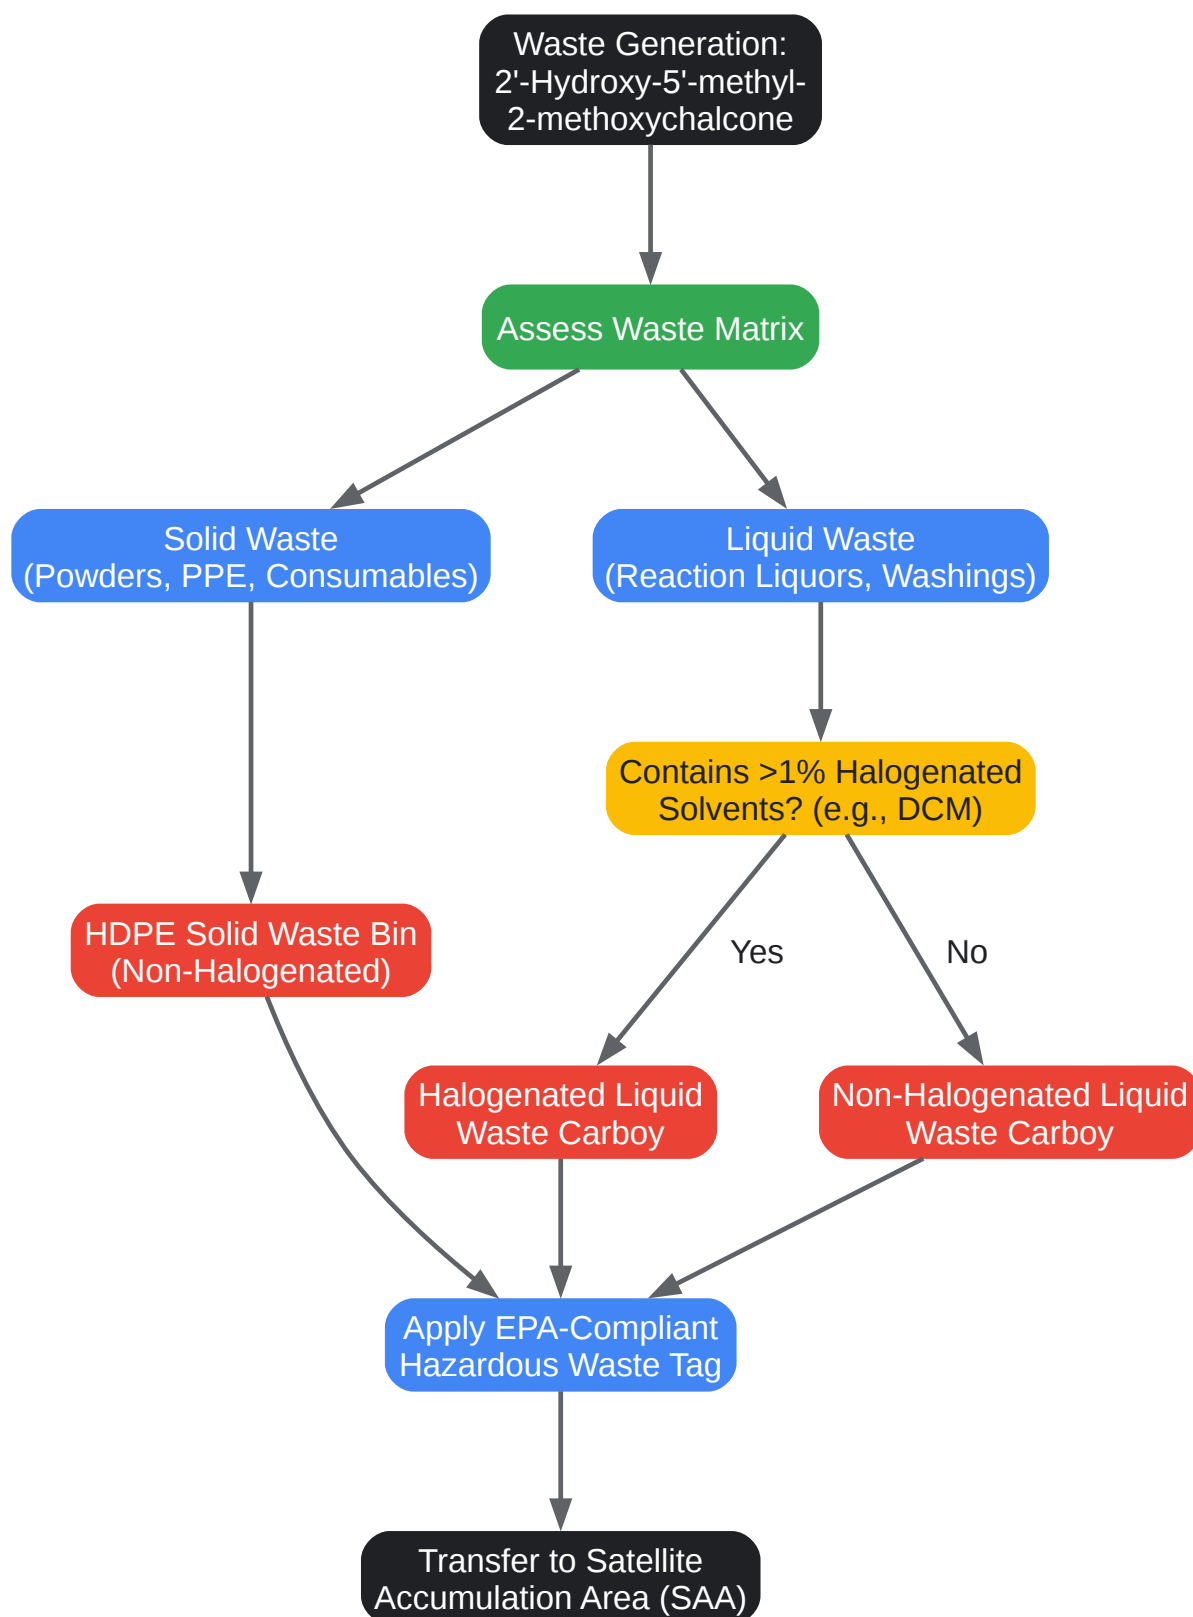 Waste Generation:
2'-Hydroxy-5'-methyl-
2-methoxychalcone
Assess Waste Matrix
Solid Waste
(Powders, PPE, Consumables)
Liquid Waste
(Reaction Liquors, Washings)
Contains >1% Halogenated
Solvents? (e.g., DCM)
HDPE Solid Waste Bin
(Non-Halogenated)
Yes
No
Halogenated Liquid
Waste Carboy
Non-Halogenated Liquid
Waste Carboy
Apply EPA-Compliant
Hazardous Waste Tag
Transfer to Satellite
Accumulation Area (SAA)